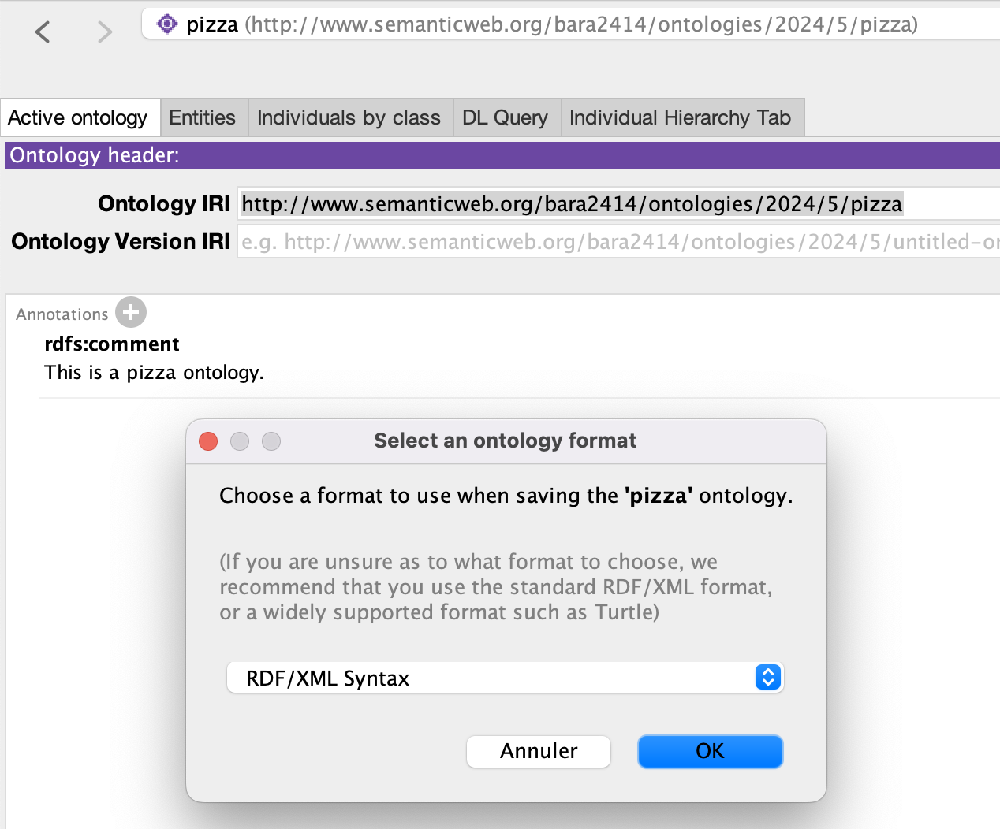 pizza (http://www.semanticweb.org/bara2414/ontologies/2024/5/pizza)
Active ontology Entities Individuals by class DL Query Individual Hierarchy Tab
Ontology header:
Ontology IRI http://www.semanticweb.org/bara2414/ontologies/2024/5/pizza
Ontology Version IRI e.g. http://www.semanticweb.org/bara2414/ontologies/2024/5/untitled-on
Annotations
rdfs:comment
This is a pizza ontology.
Select an ontology format
Choose a format to use when saving the 'pizza' ontology.
(If you are unsure as to what format to choose, we
recommend that you use the standard RDF/XML format,
or a widely supported format such as Turtle)
RDF/XML Syntax
Annuler OK